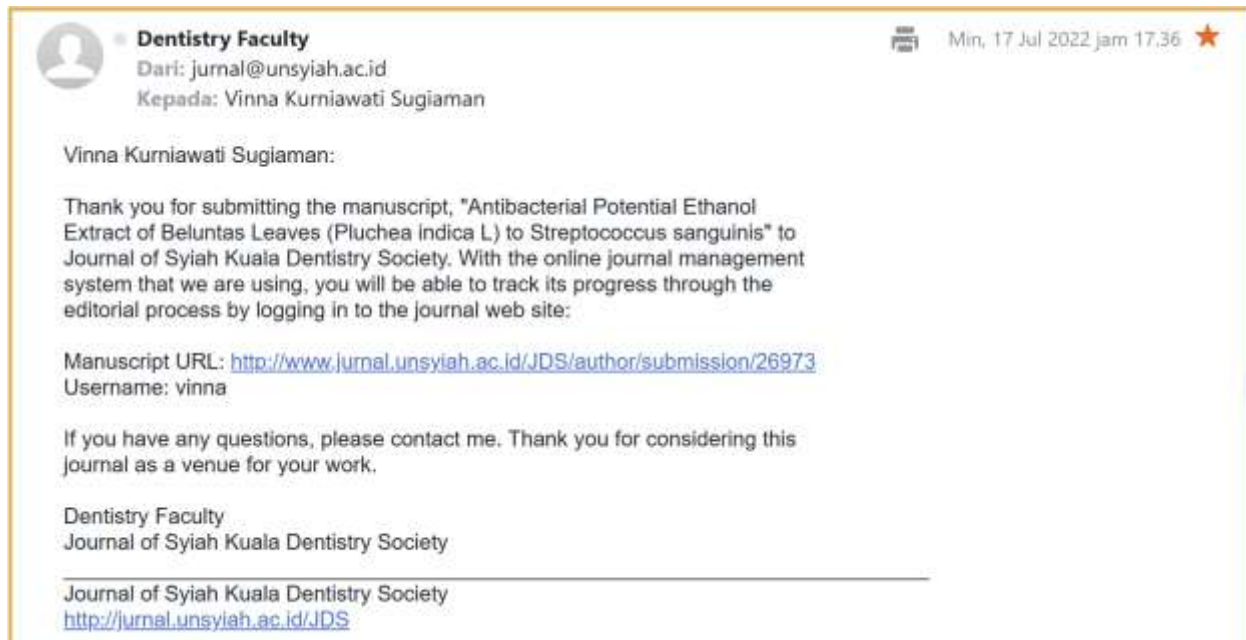 Dentistry Faculty
Min, 17 Jul 2022 jam 17.36
Dari: jurnal@unsyiah.ac.id
Kepada: Vinna Kurniawati Sugiaman
Vinna Kurniawati Sugiaman:
Thank you for submitting the manuscript, "Antibacterial Potential Ethanol
Extract of Beluntas Leaves (Pluchea indica L) to Streptococcus sanguinis" to
Journal of Syiah Kuala Dentistry Society. With the online journal management
system that we are using, you will be able to track its progress through the
editorial process by logging in to the journal web site:
Manuscript URL: http://www.jurnal.unsyiah.ac.id/JDS/author/submission/26973
Username: vinna
If you have any questions, please contact me. Thank you for considering this
journal as a venue for your work.
Dentistry Faculty
Journal of Syiah Kuala Dentistry Society
Journal of Syiah Kuala Dentistry Society
http://jurnal.unsyiah.ac.id/JDS